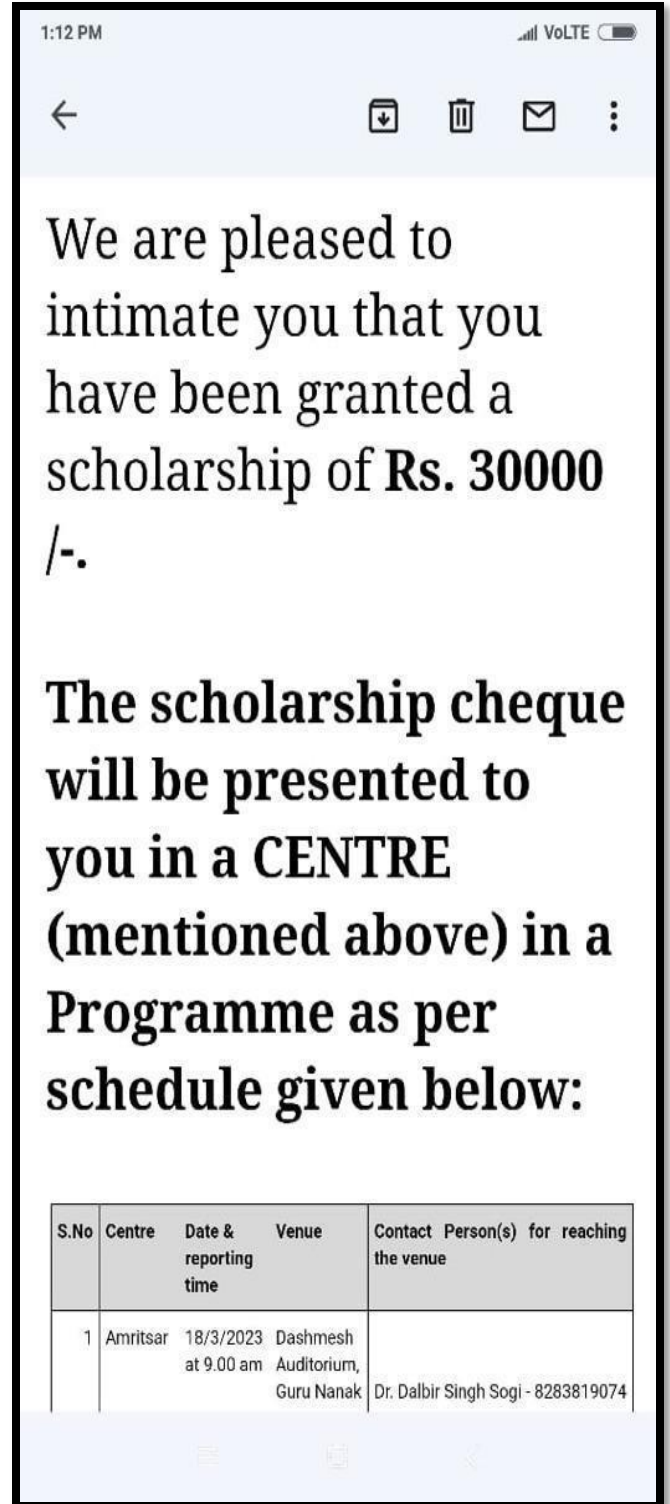 1:12 PM
VoLTE
We are pleased to
intimate you that you
have been granted a
scholarship of Rs. 30000
/-.
The scholarship cheque
will be presented to
you in a CENTRE
(mentioned above) in a
Programme as per
schedule given below:
S.No Centre Date & Venue Contact Person(s) for reaching
reporting the venue
time
1 Amritsar 18/3/2023 Dashmesh
at 9.00 am Auditorium,
Guru Nanak Dr. Dalbir Singh Sogi - 8283819074